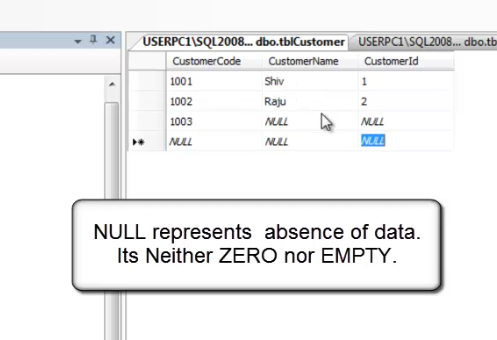 USERPC1\SQL2008... dbo.tblCustomer USERPC1\SQL2008... dbo.tb
CustomerCode CustomerName CustomerId
1001 Shiv 1
1002 Raju 2
1003 NULL NULL
NULL NULL NULL
NULL represents absence of data.
Its Neither ZERO nor EMPTY.